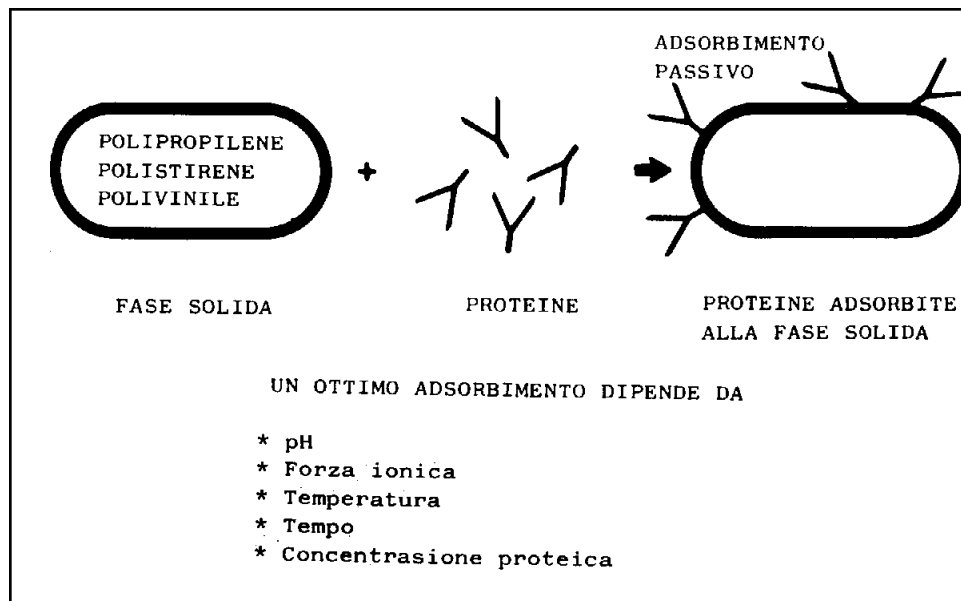 ADSORBIMENTO
PASSIVO
POLIPROPILENE
POLISTIRENE
POLIVINILE
+
FASE SOLIDA
PROTEINE
PROTEINE ADSORBITE
ALLA FASE SOLIDA
UN OTTIMO ADSORBIMENTO DIPENDE DA
* pH
* Forza ionica
* Temperatura
* Tempo
* Concentrasione proteica